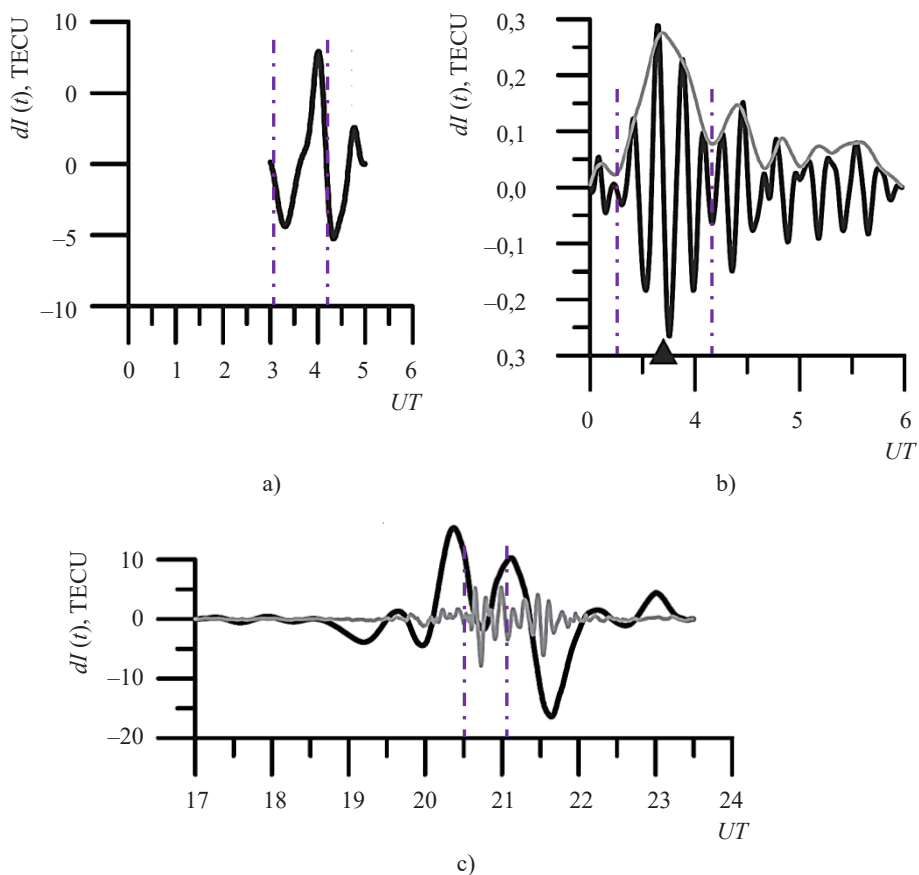 dI (t), TECU
10
0
0
–5
–10
0 1 2 3 4 5 6
UT
a)
dI (t), TECU
0,3
0,2
0,1
0,0
–0,1
–0,2
0,3
0 4 5 6
UT
b)
dI (t), TECU
10
0
–10
–20
17 18 19 20 21 22 23 24
UT
c)